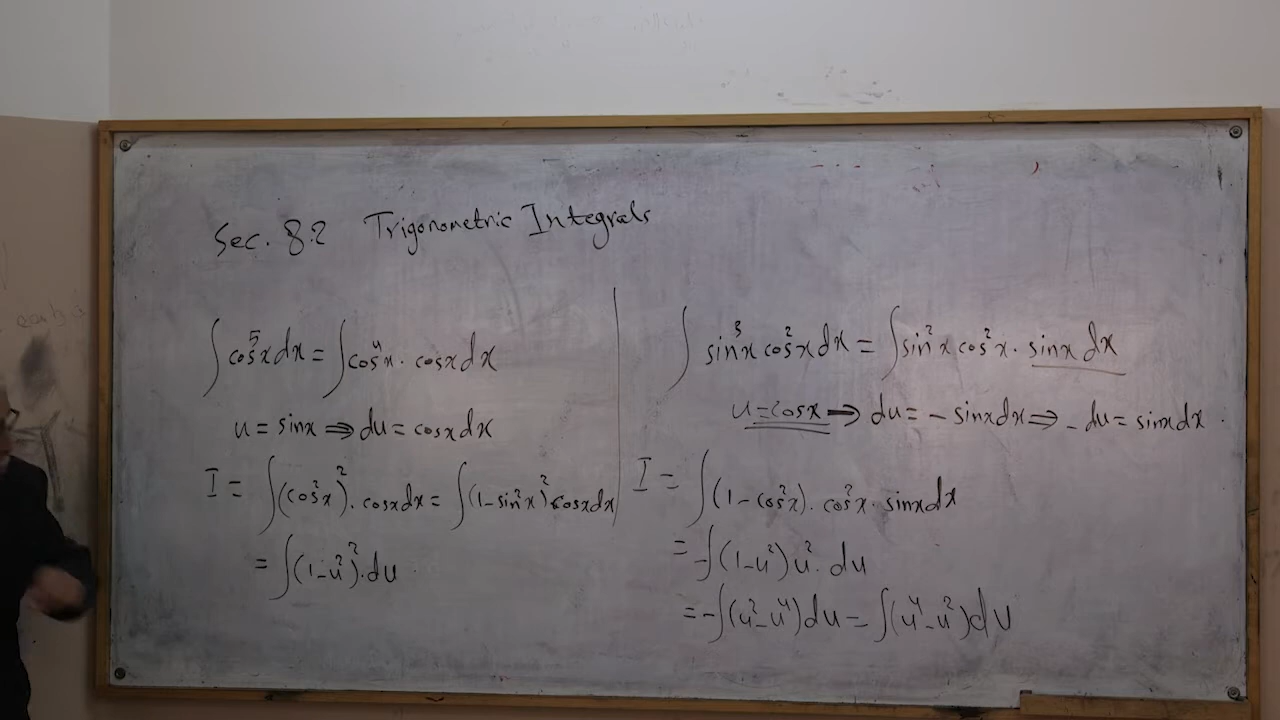 Sec. 8.2 Trigonometric Integrals
∫cos⁵x dx = ∫cos⁴x · cosx dx
u = sinx ⇒ du = cosx dx
I = ∫(cos²x)² · cosx dx = ∫(1-sin²x)² cosx dx
= ∫(1-u²)² · du
∫sin³x cos²x dx = ∫sin²x cos²x · sinx dx
u = cosx ⇒ du = - sinx dx ⇒ - du = sinx dx ·
I = ∫(1-cos²x) · cos²x · sinx dx
= -∫(1-u²)u² · du
= -∫(u²-u⁴)du = ∫(u⁴-u²)du